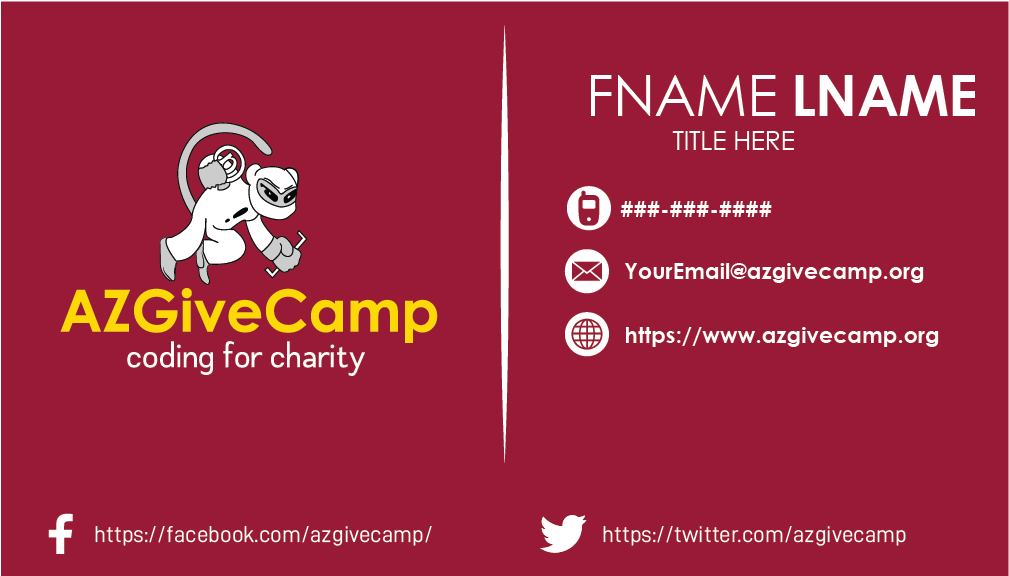 AZGiveCamp
coding for charity
FNAME LNAME
TITLE HERE
###-###-####
YourEmail@azgivecamp.org
https://www.azgivecamp.org
https://facebook.com/azgivecamp/
https://twitter.com/azgivecamp